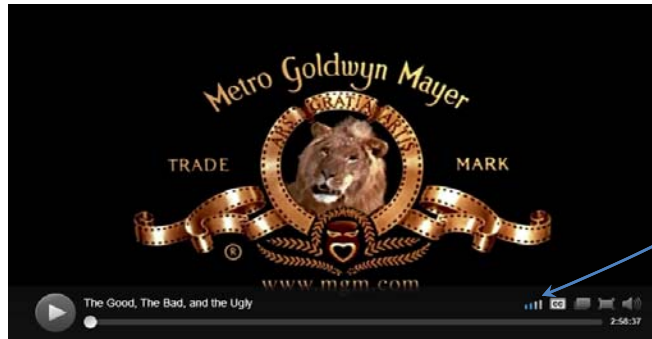 Metro Goldwyn Mayer
ARS GRATIA ARTIS
TRADE MARK
®
www.mgm.com
The Good, The Bad, and the Ugly
CC
2:58:37